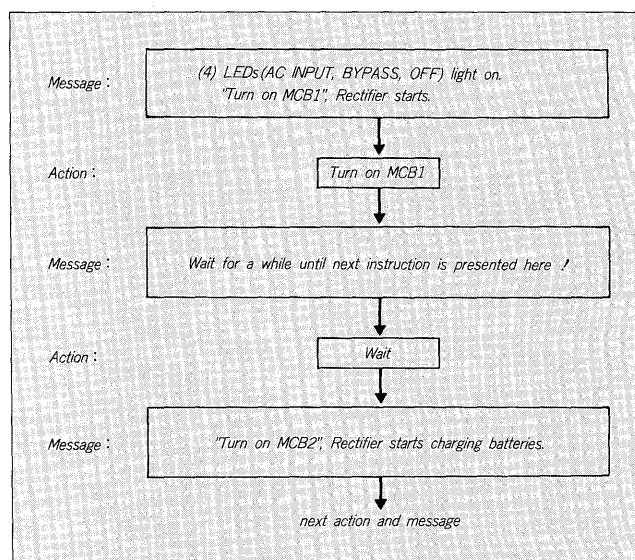 Message :
(4) LEDs(AC INPUT, BYPASS, OFF) light on.
"Turn on MCB1", Rectifier starts.
Action :
Turn on MCB1
Message :
Wait for a while until next instruction is presented here !
Action :
Wait
Message :
"Turn on MCB2", Rectifier starts charging batteries.
next action and message